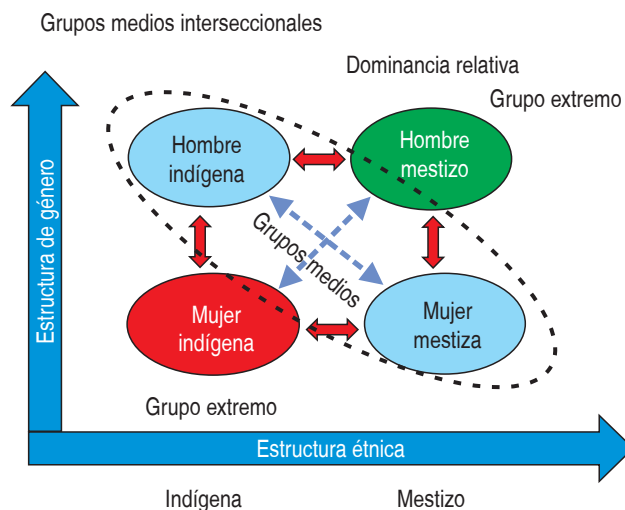 Grupos medios interseccionales
Dominancia relativa
Grupo extremo
Hombre
indígena
Hombre
mestizo
Estructura de género
Grupos medios
Mujer
indígena
Mujer
mestiza
Grupo extremo
Estructura étnica
Indígena
Mestizo